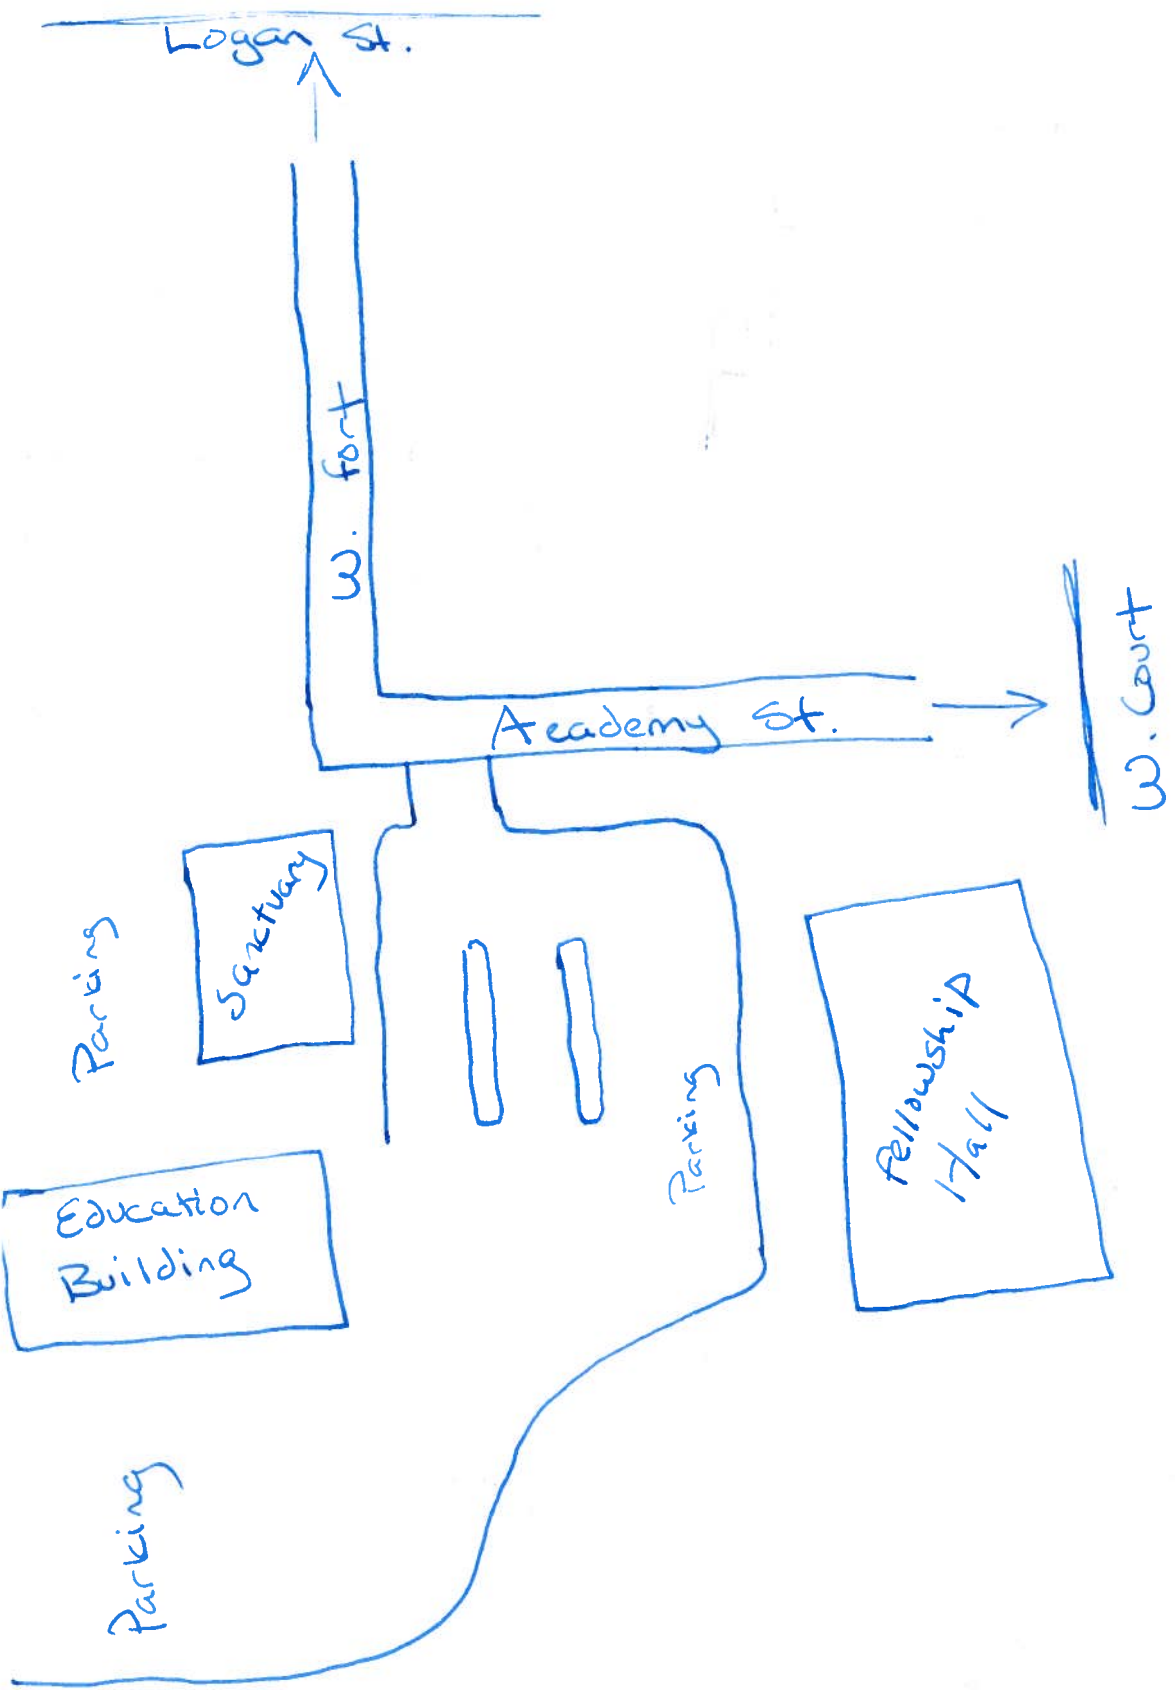 Logan St.
W. Fort
Academy St.
W. Court
Sanctuary
Parking
Parking
Fellowship
Hall
Education
Building
Parking